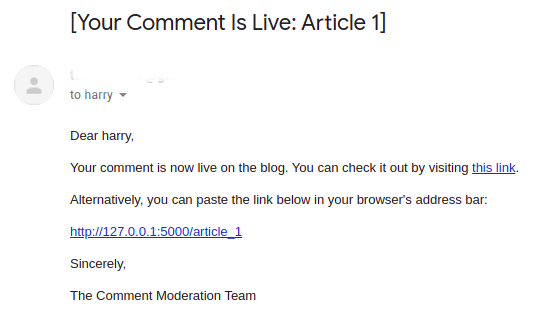 [Your Comment Is Live: Article 1]
to harry
Dear harry,
Your comment is now live on the blog. You can check it out by visiting this link.
Alternatively, you can paste the link below in your browser's address bar:
http://127.0.0.1:5000/article_1
Sincerely,
The Comment Moderation Team